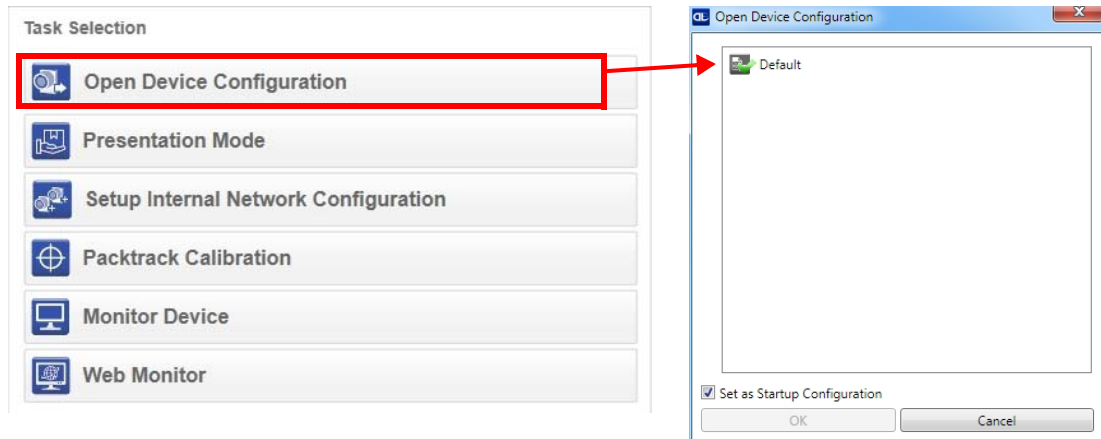 Task Selection
Open Device Configuration
Presentation Mode
Setup Internal Network Configuration
Packtrack Calibration
Monitor Device
Web Monitor
DL Open Device Configuration
x
Default
Set as Startup Configuration
OK Cancel